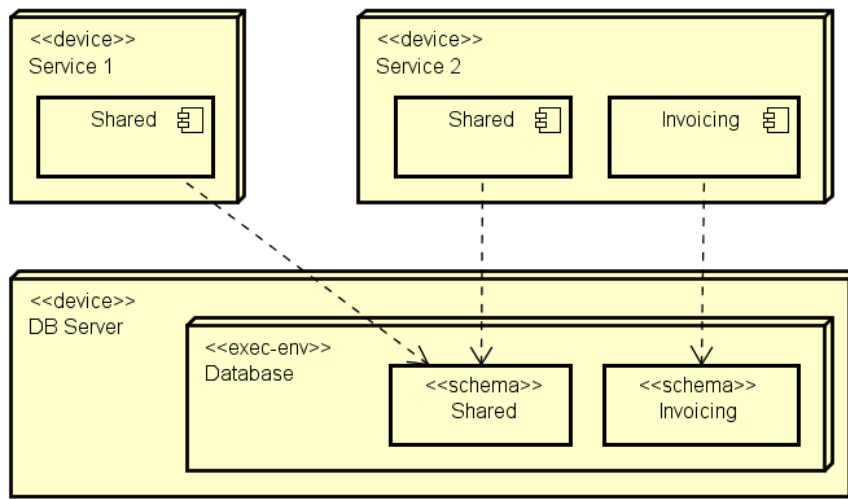 <<device>>
Service 1
Shared
<<device>>
Service 2
Shared
Invoicing
<<device>>
DB Server
<<exec-env>>
Database
<<schema>>
Shared
<<schema>>
Invoicing